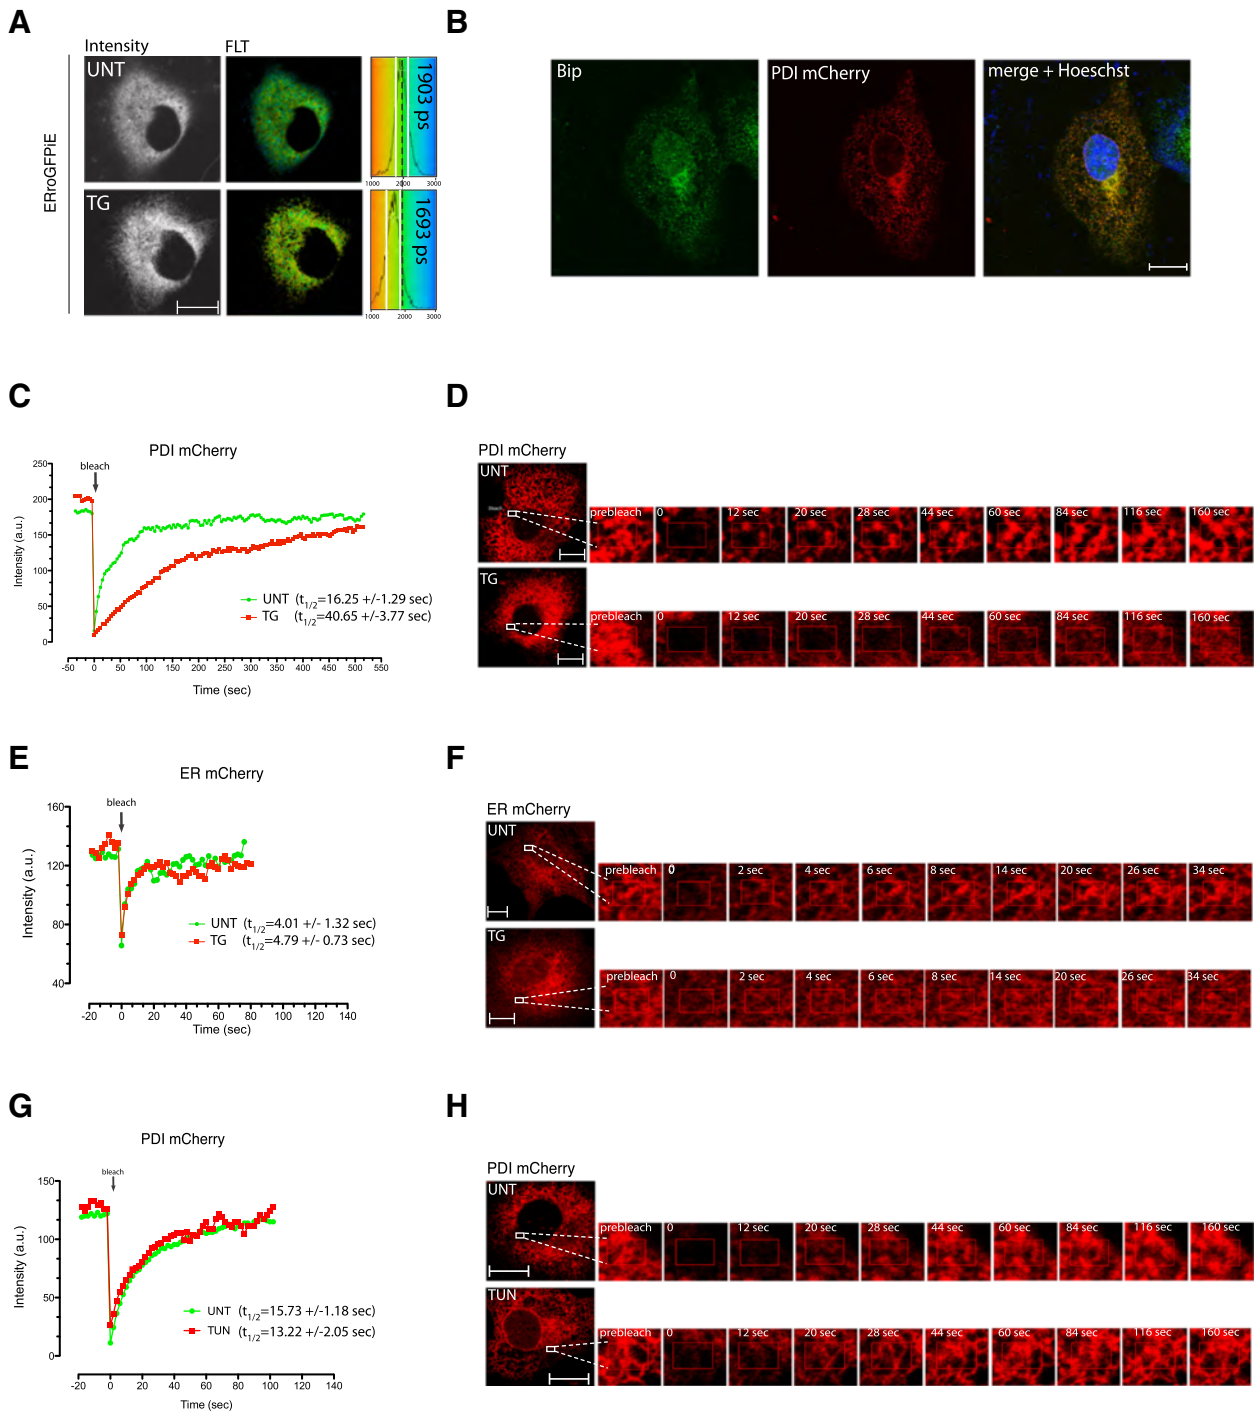 A
Intensity
FLT
UNT
1903 ps
1000 2000 3000
ERroGFPiE
TG
1693 ps
1000 2000 3000
B
Bip
PDI mCherry
merge + Hoeschst
C
PDI mCherry
bleach
Intensity (a.u.)
250
200
150
100
50
0
UNT (t1/2=16.25 +/-1.29 sec)
TG (t1/2=40.65 +/-3.77 sec)
-50 0 50 100 150 200 250 300 350 400 450 500 550
Time (sec)
D
PDI mCherry
UNT
prebleach 0 12 sec 20 sec 28 sec 44 sec 60 sec 84 sec 116 sec 160 sec
TG
prebleach 0 12 sec 20 sec 28 sec 44 sec 60 sec 84 sec 116 sec 160 sec
E
ER mCherry
bleach
Intensity (a.u.)
160
120
80
40
UNT (t1/2=4.01 +/- 1.32 sec)
TG (t1/2=4.79 +/- 0.73 sec)
-20 0 20 40 60 80 100 120 140
Time (sec)
F
ER mCherry
UNT
prebleach 0 2 sec 4 sec 6 sec 8 sec 14 sec 20 sec 26 sec 34 sec
TG
prebleach 0 2 sec 4 sec 6 sec 8 sec 14 sec 20 sec 26 sec 34 sec
G
PDI mCherry
bleach
Intensity (a.u.)
150
100
50
0
UNT (t1/2=15.73 +/-1.18 sec)
TUN (t1/2=13.22 +/-2.05 sec)
-20 0 20 40 60 80 100 120 140
Time (sec)
H
PDI mCherry
UNT
prebleach 0 12 sec 20 sec 28 sec 44 sec 60 sec 84 sec 116 sec 160 sec
TUN
prebleach 0 12 sec 20 sec 28 sec 44 sec 60 sec 84 sec 116 sec 160 sec